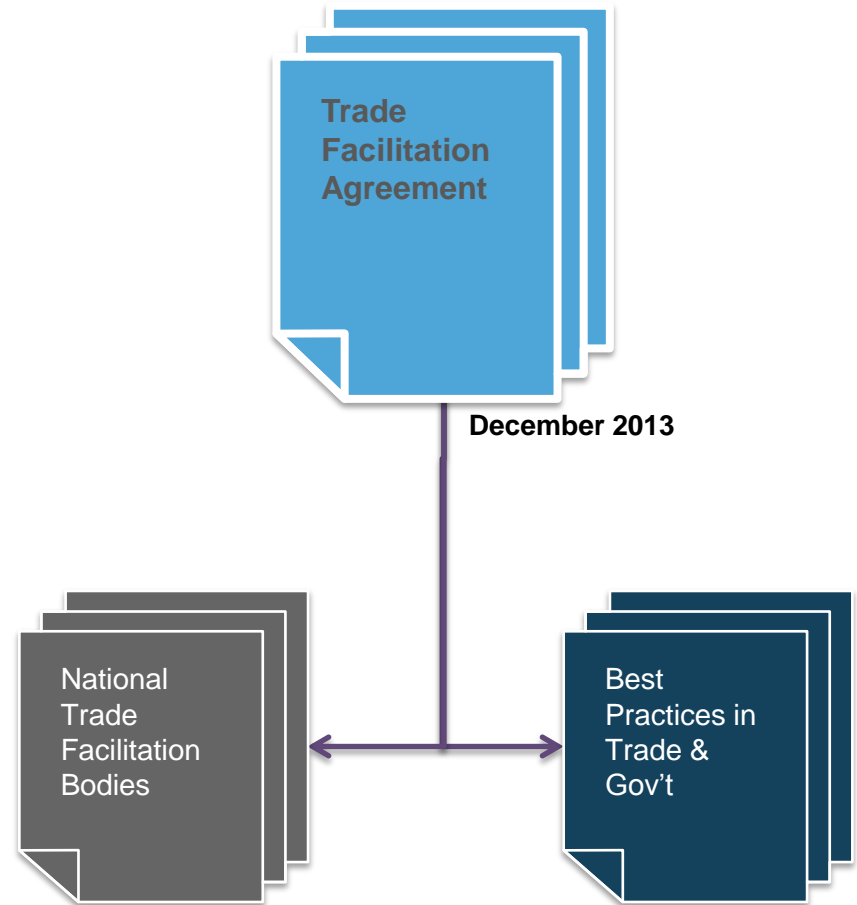 Trade
Facilitation
Agreement
December 2013
National
Trade
Facilitation
Bodies
Best
Practices in
Trade &
Gov’t